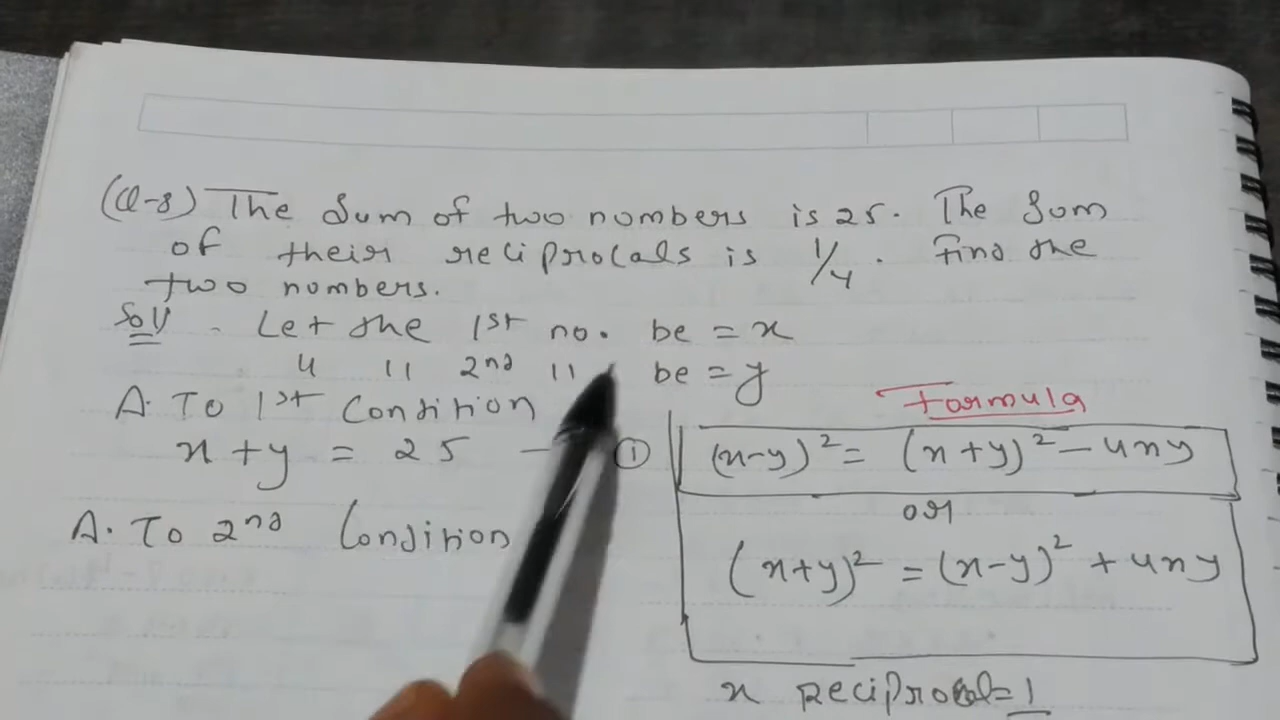 (Q-8) The Sum of two numbers is 25. The Sum
of their reciprocals is 1/4. Find the
two numbers.
Solⁿ. Let the 1st no. be = x
" " 2nd " be = y
A. To 1st Condition
x + y = 25 — ①
A. To 2nd Condition
Formula
(x-y)² = (x+y)² - 4xy
or
(x+y)² = (x-y)² + 4xy
x reciprocal = 1